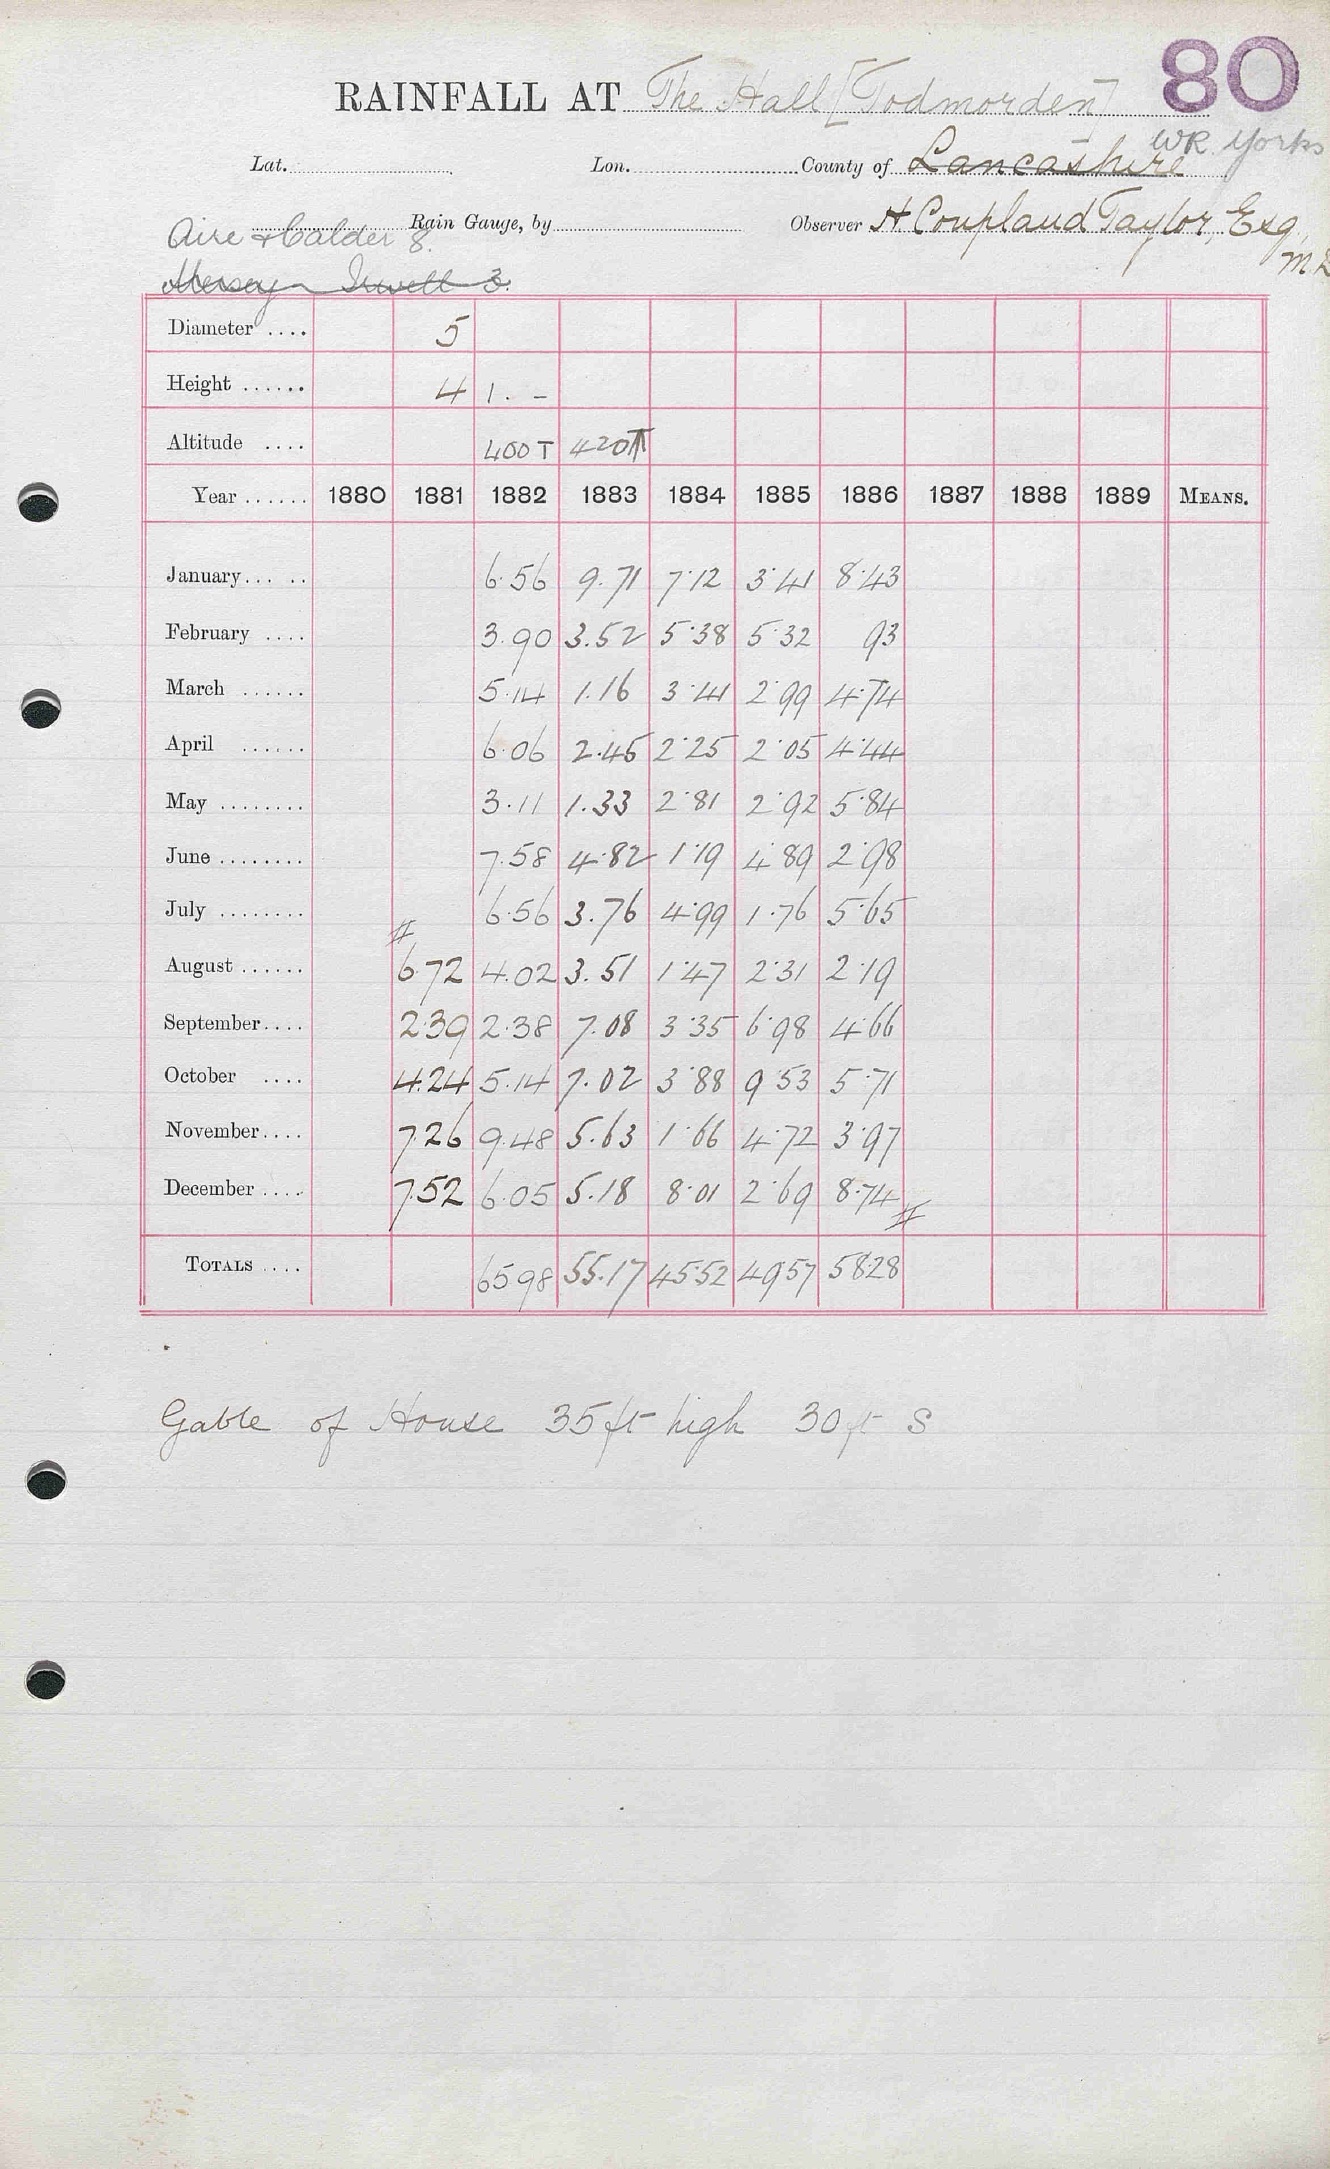 80
RAINFALL AT The Hall [Todmorden]
WR. Yorks
Lat. Lon. County of Lancashire
Rain Gauge, by Observer H Coupland Taylor, Esq, MD
Aire & Calder 8.
Mersey Irwell 3.
Diameter .... 5
Height ...... 4 1. -
Altitude .... 400 T 420 T
Year ...... 1880 1881 1882 1883 1884 1885 1886 1887 1888 1889 MEANS.
January... .. 6.56 9.71 7.12 3.41 8.43
February .... 3.90 3.52 5.38 5.32 93
March ...... 5.14 1.16 3.41 2.99 4.74
April ...... 6.06 2.45 2.25 2.05 4.44
May ........ 3.11 1.33 2.81 2.92 5.84
June ........ 7.58 4.82 1.19 4.89 2.98
July ........ 6.56 3.76 4.99 1.76 5.65
August ...... 6.72 4.02 3.51 1.47 2.31 2.19
September.... 2.39 2.38 7.08 3.35 6.98 4.66
October .... 4.24 5.14 7.02 3.88 9.53 5.71
November.... 7.26 9.48 5.63 1.66 4.72 3.97
December .... 7.52 6.05 5.18 8.01 2.69 8.74
TOTALS .... 65 98 55.17 45 52 49 57 58.28
Gable of House 35 ft high 30 ft S